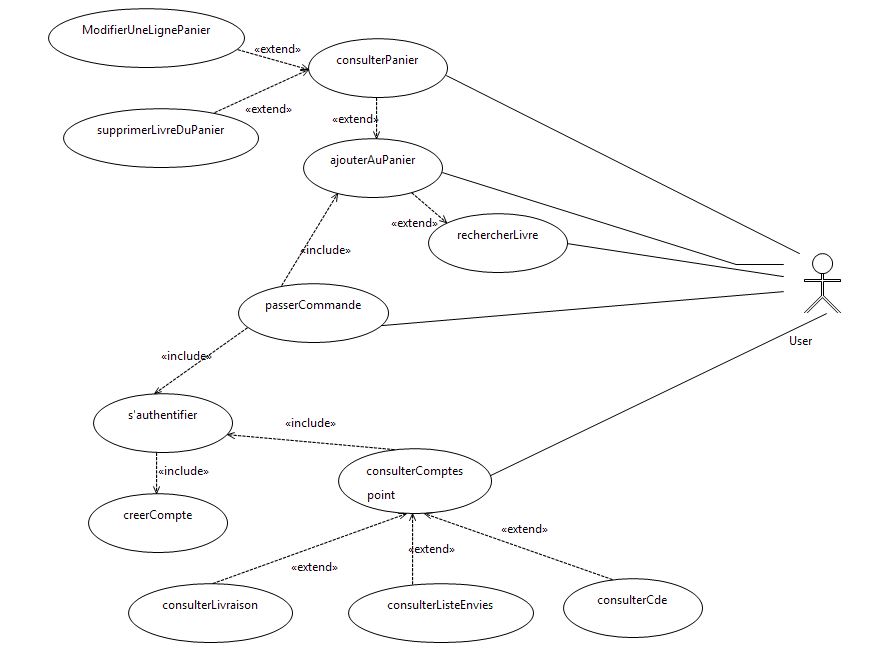 ModifierUneLignePanier
«extend»
consulterPanier
«extend»
supprimerLivreDuPanier
«extend»
ajouterAuPanier
«extend»
rechercherLivre
«include»
passerCommande
User
«include»
s'authentifier
«include»
«include»
consulterComptes
point
creerCompte
«extend»
«extend»
«extend»
consulterLivraison
consulterListeEnvies
consulterCde